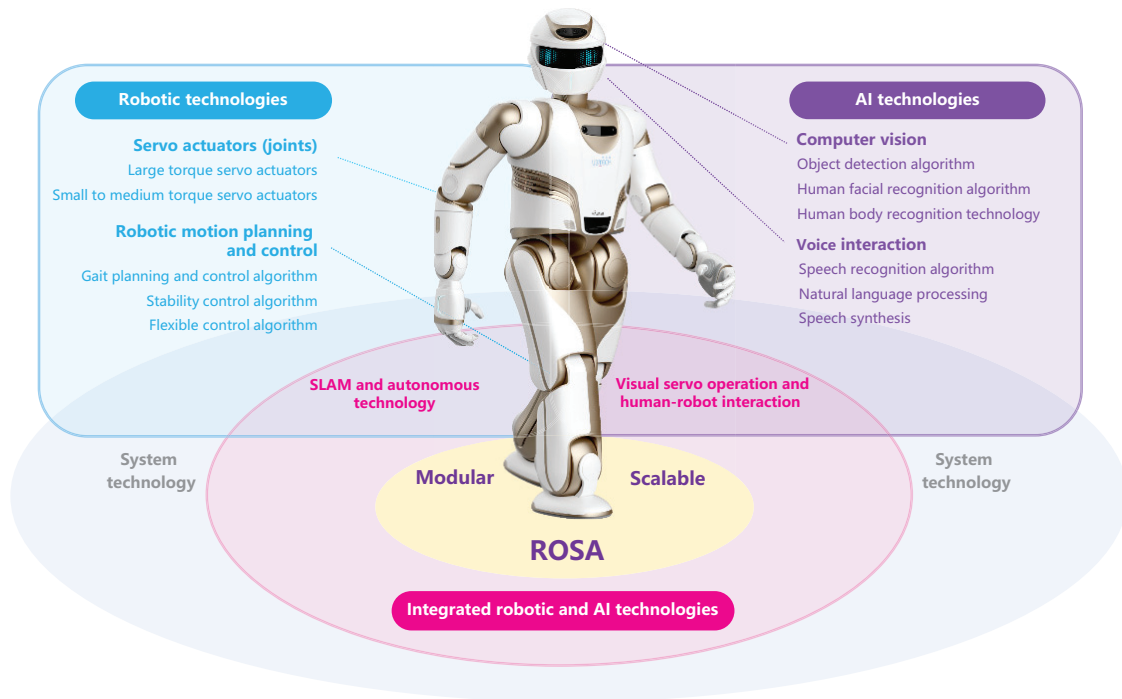 Robotic technologies
Servo actuators (joints)
Large torque servo actuators
Small to medium torque servo actuators
Robotic motion planning
and control
Gait planning and control algorithm
Stability control algorithm
Flexible control algorithm
AI technologies
Computer vision
Object detection algorithm
Human facial recognition algorithm
Human body recognition technology
Voice interaction
Speech recognition algorithm
Natural language processing
Speech synthesis
SLAM and autonomous
technology
Visual servo operation and
human-robot interaction
System
technology
System
technology
Modular
Scalable
ROSA
Integrated robotic and AI technologies